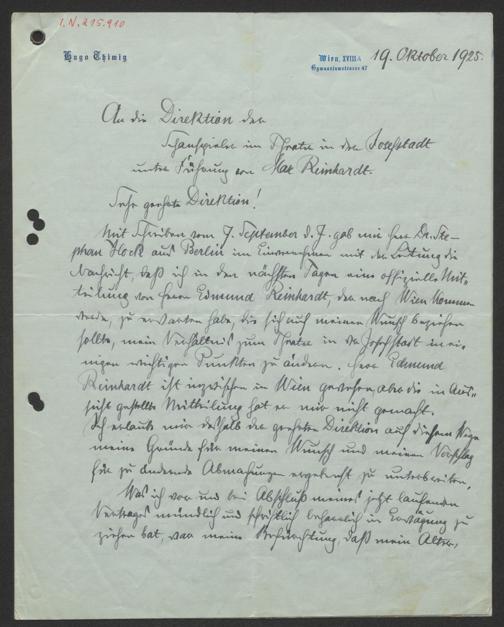 I.N. 215.910
Hugo Thimig
Wien, XVIII/1
Gymnasiumstrasse 47
19. Oktober 1925.
An die Direktion der
Schauspieler im Theater in der Josefstadt
unter Führung von Max Reinhardt.
Sehr geehrte Direktion!
Mit Schreiben vom 7. September d. J. gab mir Herr Dr. Ste-
phan Hock aus Berlin im Einvernehmen mit der Leitung die
Nachricht, daß ich in den nächsten Tagen eine offizielle Mit-
teilung von Herrn Edmund Reinhardt, der nach Wien kommen
werde, zu erwarten habe, die sich auf meinen Wunsch beziehen
sollte, mein Verhältnis zum Theater in der Josefstadt in ei-
nigen wichtigen Punkten zu ändern. Herr Edmund
Reinhardt ist inzwischen in Wien gewesen, aber die in Aus-
sicht gestellte Mitteilung hat er mir nicht gemacht.
Ich erlaube mir deshalb der geehrten Direktion auf diesem Wege
meine Gründe für meinen Wunsch und meinen Vorschlag
für zu ändernde Abmachungen ergebenst zu unterbreiten.
Was ich vor und bei Abschluß meines jetzt laufenden
Vertrages mündlich und schriftlich beharrlich in Erwägung zu
ziehen bat, war meine Befürchtung, daß mein Alter,